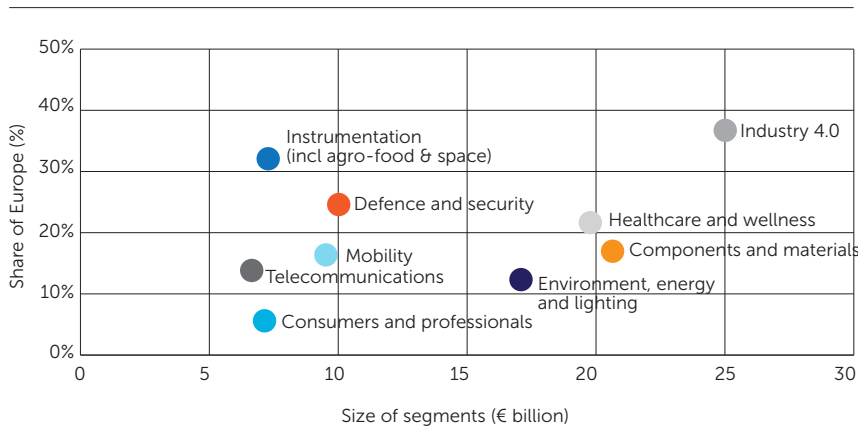 50%
40%
30%
20%
10%
0%
Share of Europe (%)
Instrumentation
(incl agro-food & space)
Industry 4.0
Defence and security
Healthcare and wellness
Mobility
Components and materials
Telecommunications
Environment, energy
and lighting
Consumers and professionals
0
5
10
15
20
25
30
Size of segments (€ billion)